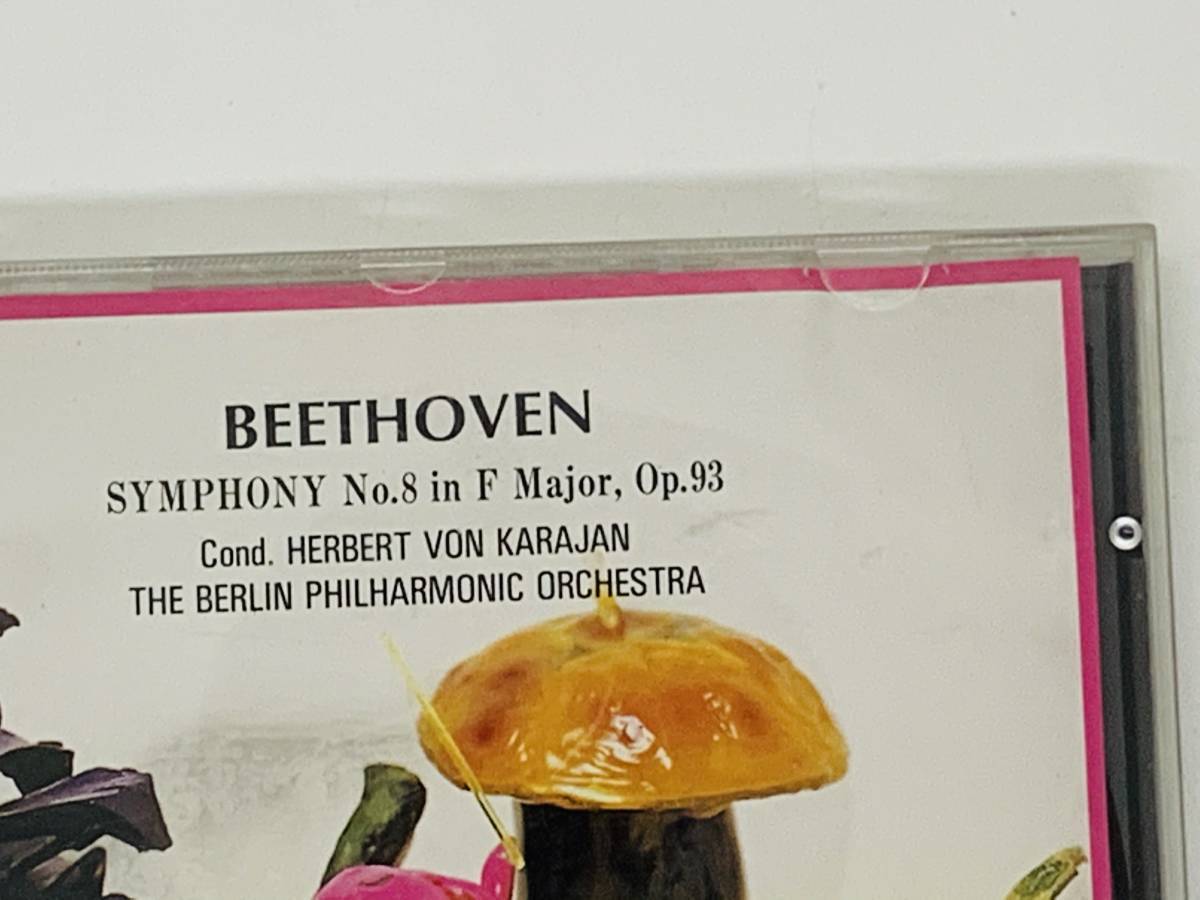 BEETHOVEN
SYMPHONY No.8 in F Major, Op.93
Cond. HERBERT VON KARAJAN
THE BERLIN PHILHARMONIC ORCHESTRA